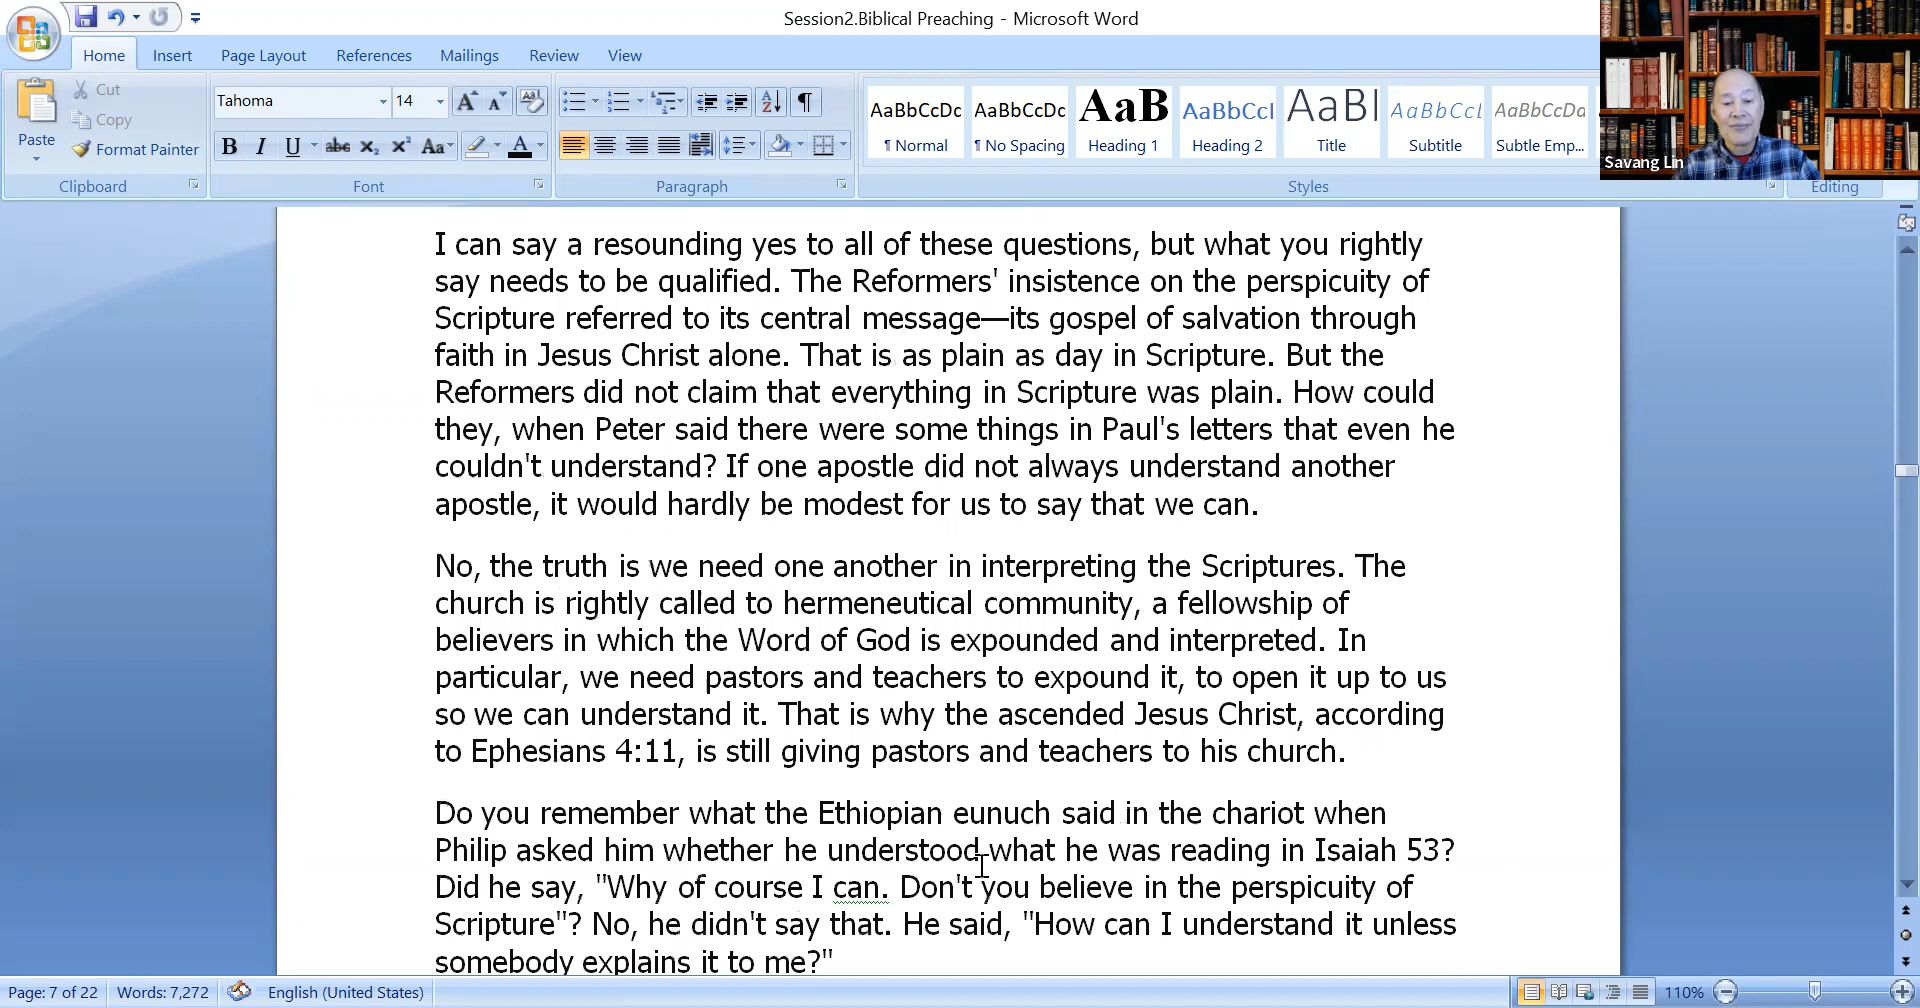 Session2.Biblical Preaching - Microsoft Word
Home Insert Page Layout References Mailings Review View
Paste
Cut
Copy
Format Painter
Clipboard
Tahoma 14
Font
Paragraph
AaBbCcDc AaBbCcDc AaB AaBbCcI AaBl AaBbCcL AaBbCcDa
¶ Normal ¶ No Spacing Heading 1 Heading 2 Title Subtitle Subtle Emp...
Styles
Editing
Savang Lin
I can say a resounding yes to all of these questions, but what you rightly
say needs to be qualified. The Reformers' insistence on the perspicuity of
Scripture referred to its central message—its gospel of salvation through
faith in Jesus Christ alone. That is as plain as day in Scripture. But the
Reformers did not claim that everything in Scripture was plain. How could
they, when Peter said there were some things in Paul's letters that even he
couldn't understand? If one apostle did not always understand another
apostle, it would hardly be modest for us to say that we can.
No, the truth is we need one another in interpreting the Scriptures. The
church is rightly called to hermeneutical community, a fellowship of
believers in which the Word of God is expounded and interpreted. In
particular, we need pastors and teachers to expound it, to open it up to us
so we can understand it. That is why the ascended Jesus Christ, according
to Ephesians 4:11, is still giving pastors and teachers to his church.
Do you remember what the Ethiopian eunuch said in the chariot when
Philip asked him whether he understood what he was reading in Isaiah 53?
Did he say, "Why of course I can. Don't you believe in the perspicuity of
Scripture"? No, he didn't say that. He said, "How can I understand it unless
somebody explains it to me?"
Page: 7 of 22 Words: 7,272 English (United States) 110%